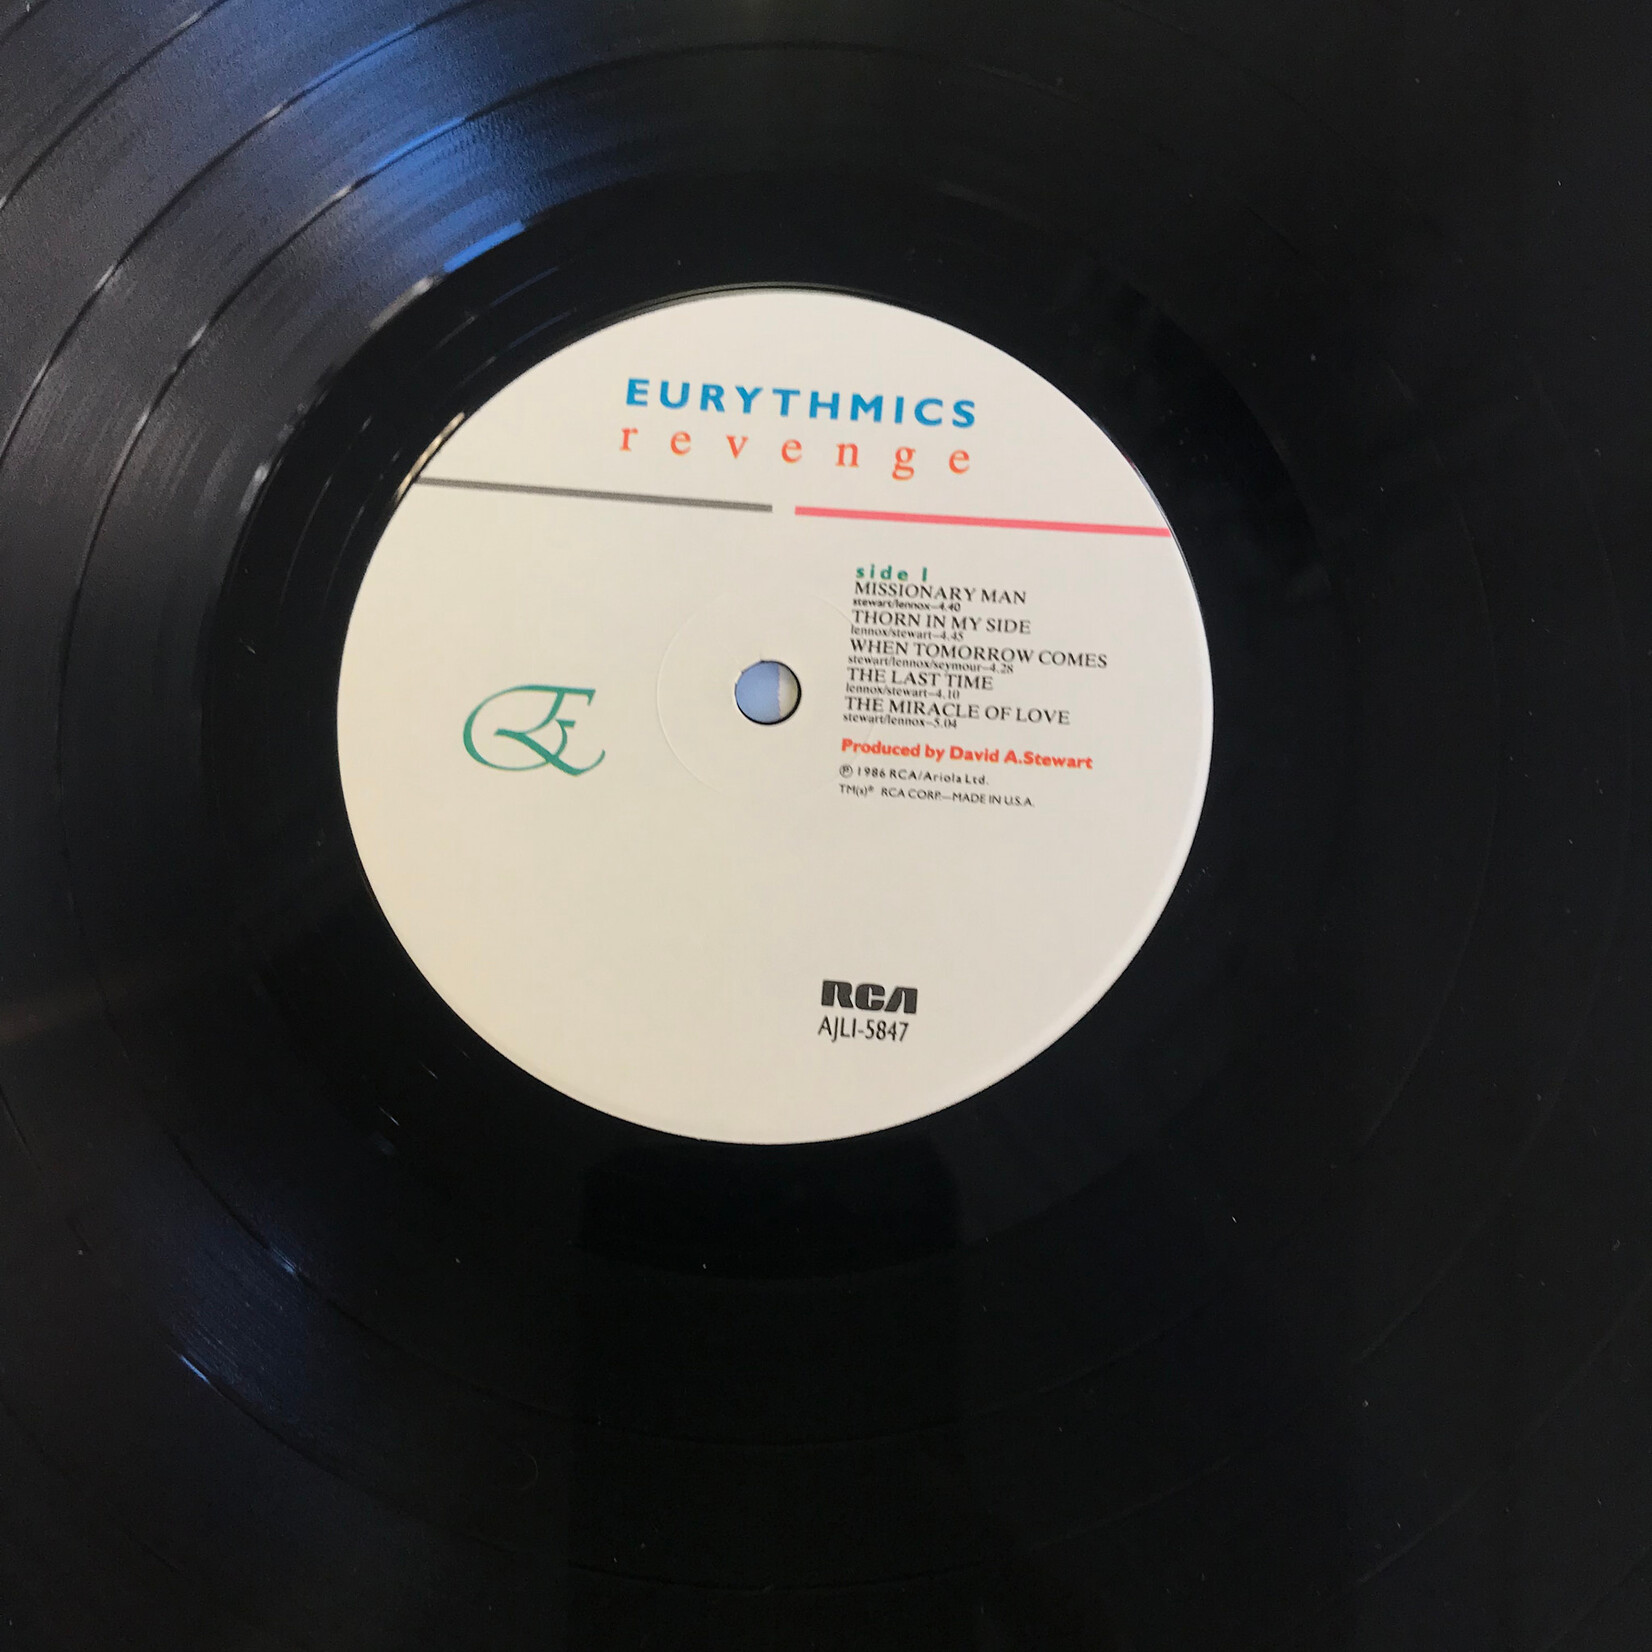 EURYTHMICS
revenge
side 1
MISSIONARY MAN
stewart/lennox—4.40
THORN IN MY SIDE
lennox/stewart—4.45
WHEN TOMORROW COMES
stewart/lennox/seymour—4.28
THE LAST TIME
lennox/stewart—4.10
THE MIRACLE OF LOVE
stewart/lennox—5.04
Produced by David A.Stewart
℗ 1986 RCA/Ariola Ltd.
TM(s)® RCA CORP.—MADE IN U.S.A.
RCA
AJL1-5847